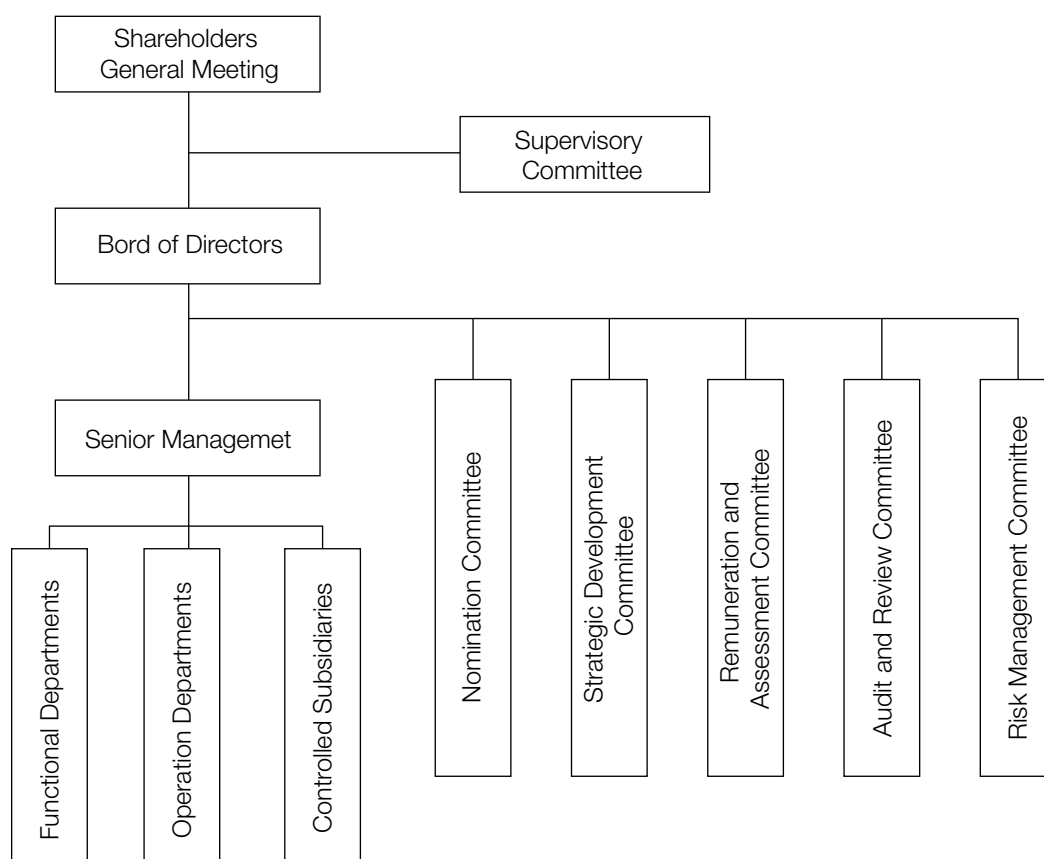 Shareholders
General Meeting
Supervisory
Committee
Bord of Directors
Senior Managemet
Functional Departments
Operation Departments
Controlled Subsidiaries
Nomination Committee
Strategic Development
Committee
Remuneration and
Assessment Committee
Audit and Review Committee
Risk Management Committee